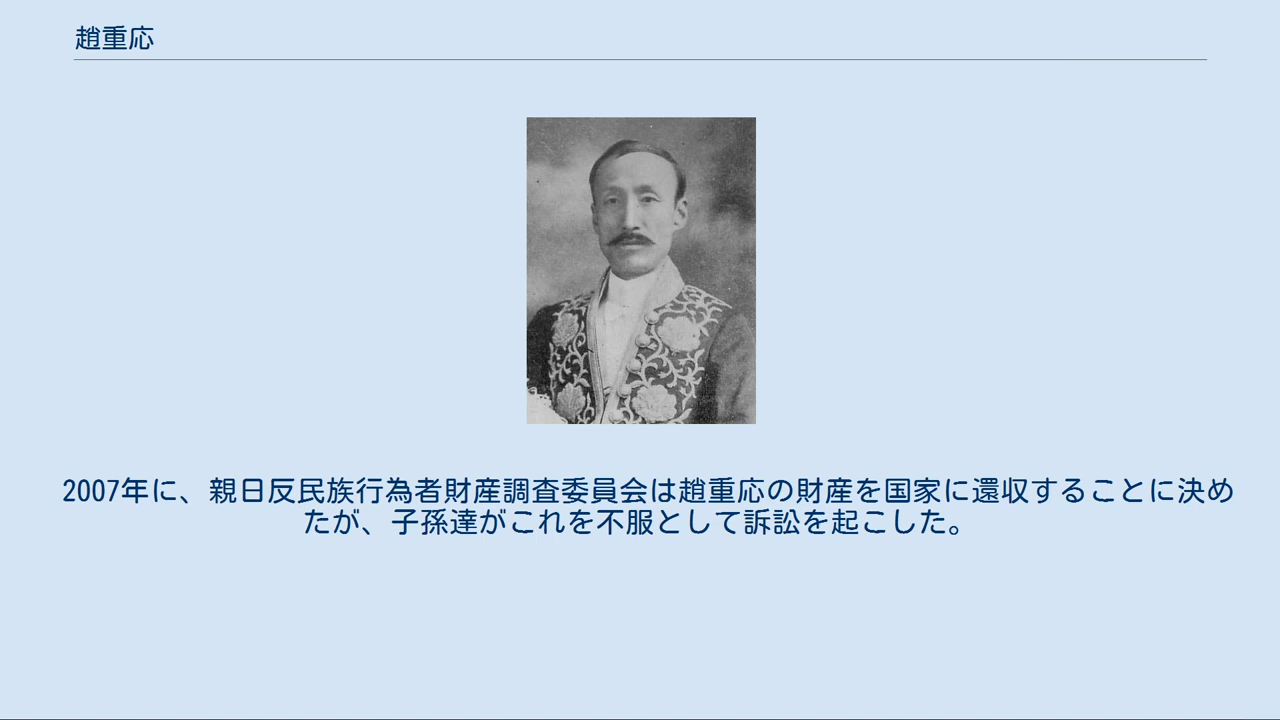 趙重応
2007年に、親日反民族行為者財産調査委員会は趙重応の財産を国家に還収することに決め
たが、子孫達がこれを不服として訴訟を起こした。